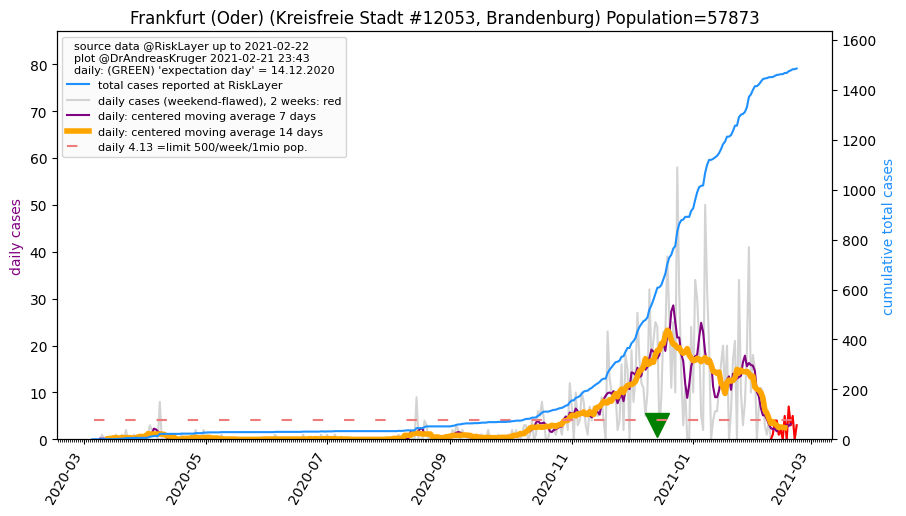 Frankfurt (Oder) (Kreisfreie Stadt #12053, Brandenburg) Population=57873
source data @RiskLayer up to 2021-02-22
plot @DrAndreasKruger 2021-02-21 23:43
daily: (GREEN) 'expectation day' = 14.12.2020
total cases reported at RiskLayer
daily cases (weekend-flawed), 2 weeks: red
daily: centered moving average 7 days
daily: centered moving average 14 days
daily 4.13 =limit 500/week/1mio pop.
daily cases
80
70
60
50
40
30
20
10
0
cumulative total cases
1600
1400
1200
1000
800
600
400
200
0
2020-03
2020-05
2020-07
2020-09
2020-11
2021-01
2021-03